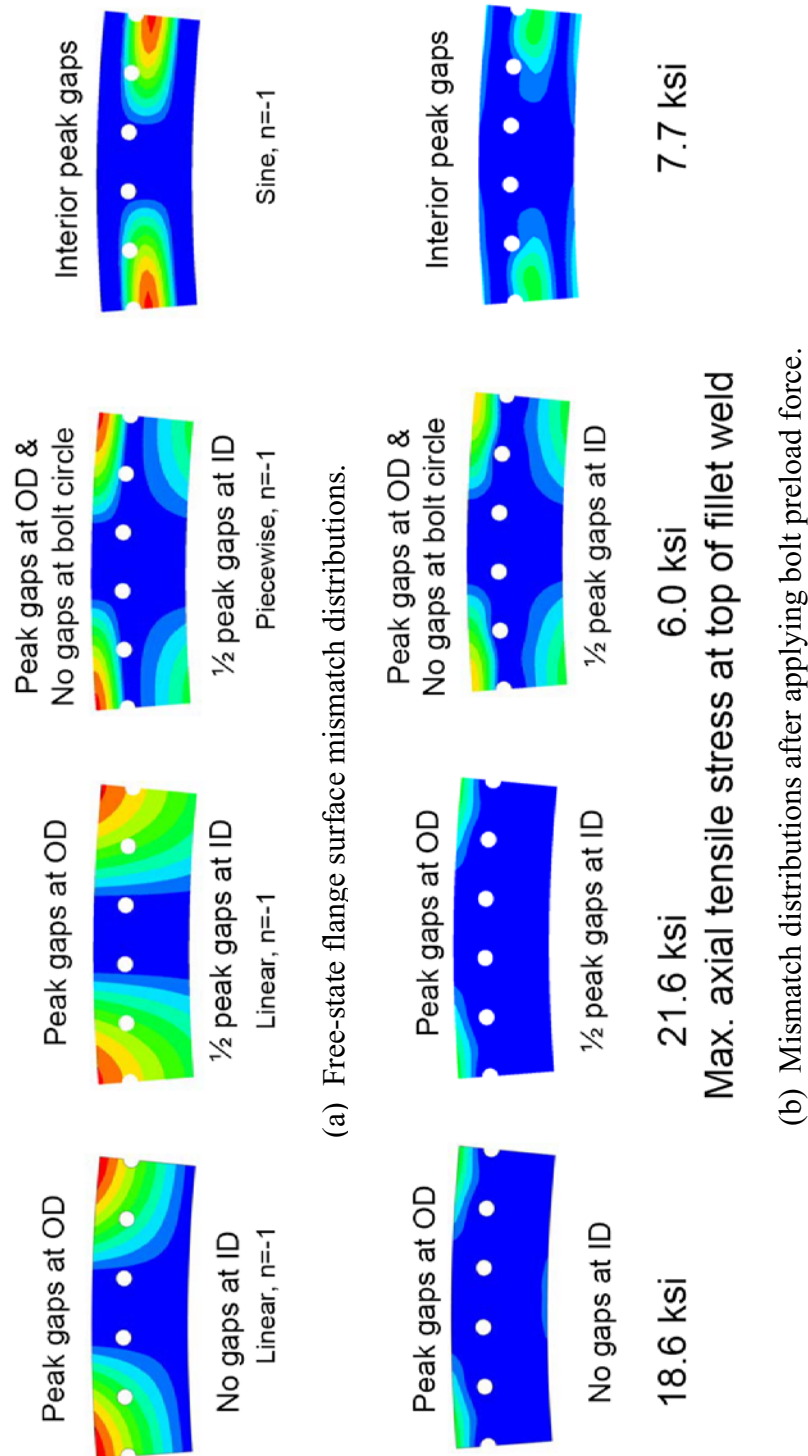 Peak gaps at OD
No gaps at ID
Linear, n=-1
Peak gaps at OD
½ peak gaps at ID
Linear, n=-1
Peak gaps at OD &
No gaps at bolt circle
½ peak gaps at ID
Piecewise, n=-1
Interior peak gaps
Sine, n=-1
(a) Free-state flange surface mismatch distributions.
Peak gaps at OD
No gaps at ID
18.6 ksi
Peak gaps at OD
½ peak gaps at ID
21.6 ksi
Peak gaps at OD &
No gaps at bolt circle
½ peak gaps at ID
6.0 ksi
Interior peak gaps
7.7 ksi
Max. axial tensile stress at top of fillet weld
(b) Mismatch distributions after applying bolt preload force.